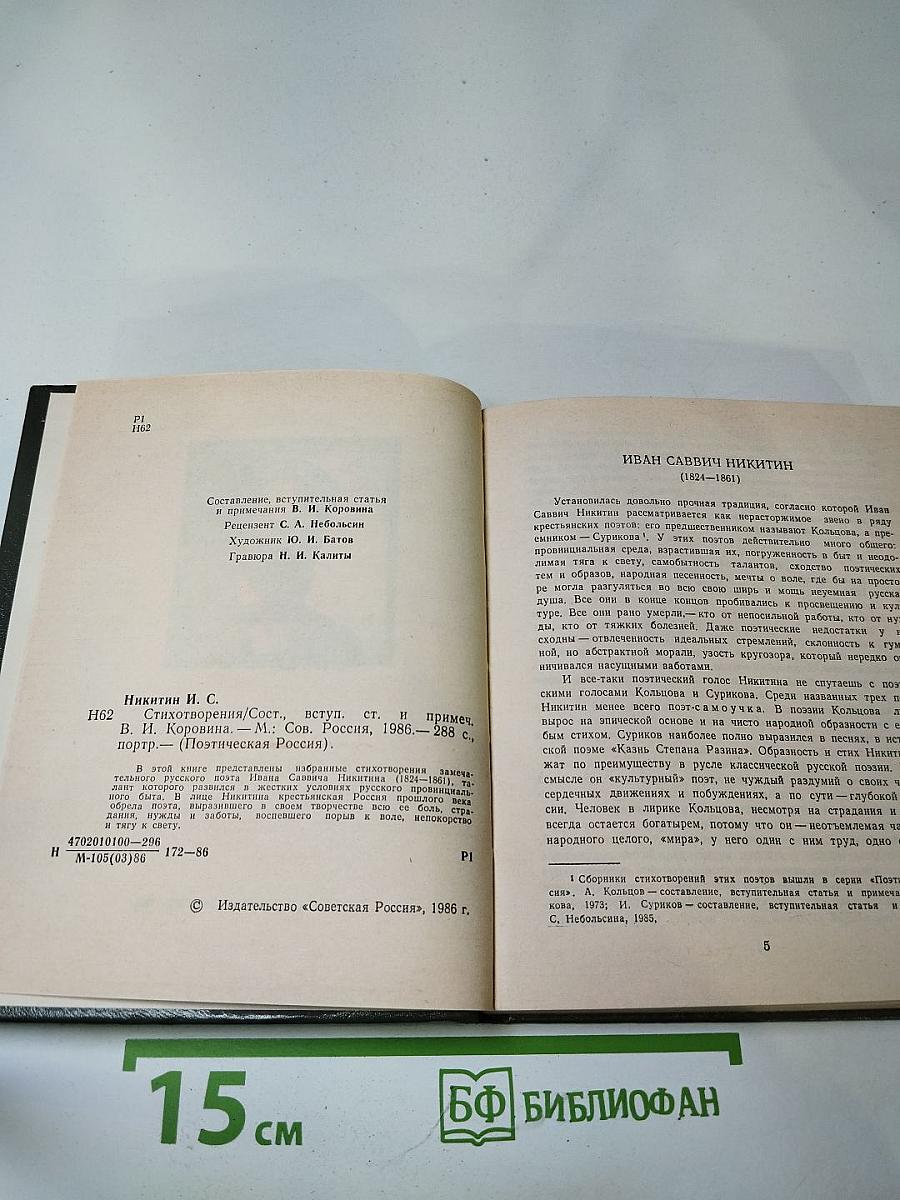 Р1
Н62
Составление, вступительная статья
и примечания В. И. Коровина
Рецензент С. А. Небольсин
Художник Ю. И. Батов
Гравюра Н. И. Калиты
Никитин И. С.
Н62 Стихотворения/Сост., вступ. ст. и примеч.
В. И. Коровина. — М.: Сов. Россия, 1986. — 288 с.,
портр.— (Поэтическая Россия).
В этой книге представлены избранные стихотворения замеча-
тельного русского поэта Ивана Саввича Никитина (1824—1861), та-
лант которого развился в жестких условиях русского провинциаль-
ного быта. В лице Никитина крестьянская Россия прошлого века
обрела поэта, выразившего в своем творчестве всю ее боль, стра-
дания, нужды и заботы, воспевшего порыв к воле, непокорство
и тягу к свету.
Н 4702010100—296
М-105(03)86 172—86 Р1
© Издательство «Советская Россия», 1986 г.
ИВАН САВВИЧ НИКИТИН
(1824—1861)
Установилась довольно прочная традиция, согласно которой Иван
Саввич Никитин рассматривается как нерасторжимое звено в ряду
крестьянских поэтов: его предшественником называют Кольцова, а пре-
емником — Сурикова¹. У этих поэтов действительно много общего:
провинциальная среда, взрастившая их, погруженность в быт и неодо-
лимая тяга к свету, самобытность талантов, сходство поэтических
тем и образов, народная песенность, мечты о воле, где бы на просто-
ре могла разгуляться во всю свою ширь и мощь неуемная русска
душа. Все они в конце концов пробивались к просвещению и кул
туре. Все они рано умерли,— кто от непосильной работы, кто от ну
ды, кто от тяжких болезней. Даже поэтические недостатки у н
сходны — отвлеченность идеальных стремлений, склонность к гум
ной, но абстрактной морали, узость кругозора, который нередко о
ничивался насущными заботами.
И все-таки поэтический голос Никитина не спутаешь с поэ
скими голосами Кольцова и Сурикова. Среди названных трех п
Никитин менее всего поэт-самоучка. В поэзии Кольцова л
вырос на эпической основе и на чисто народной образности с е
бым стихом. Суриков наиболее полно выразился в песнях, в ист
ской поэме «Казнь Степана Разина». Образность и стих Никит
жат по преимуществу в русле классической русской поэзии.
смысле он «культурный» поэт, не чуждый раздумий о своих ч
сердечных движениях и побуждениях, а по сути — глубокой
сии. Человек в лирике Кольцова, несмотря на страдания и
всегда остается богатырем, потому что он — неотъемлемая ча
народного целого, «мира», у него один с ним труд, одно
¹ Сборники стихотворений этих поэтов вышли в серии «Поэти
сия». А. Кольцов — составление, вступительная статья и примеча
кова, 1973; И. Суриков — составление, вступительная статья и
С. Небольсина, 1985.
5
15 см
БФ БИБЛИОФАН